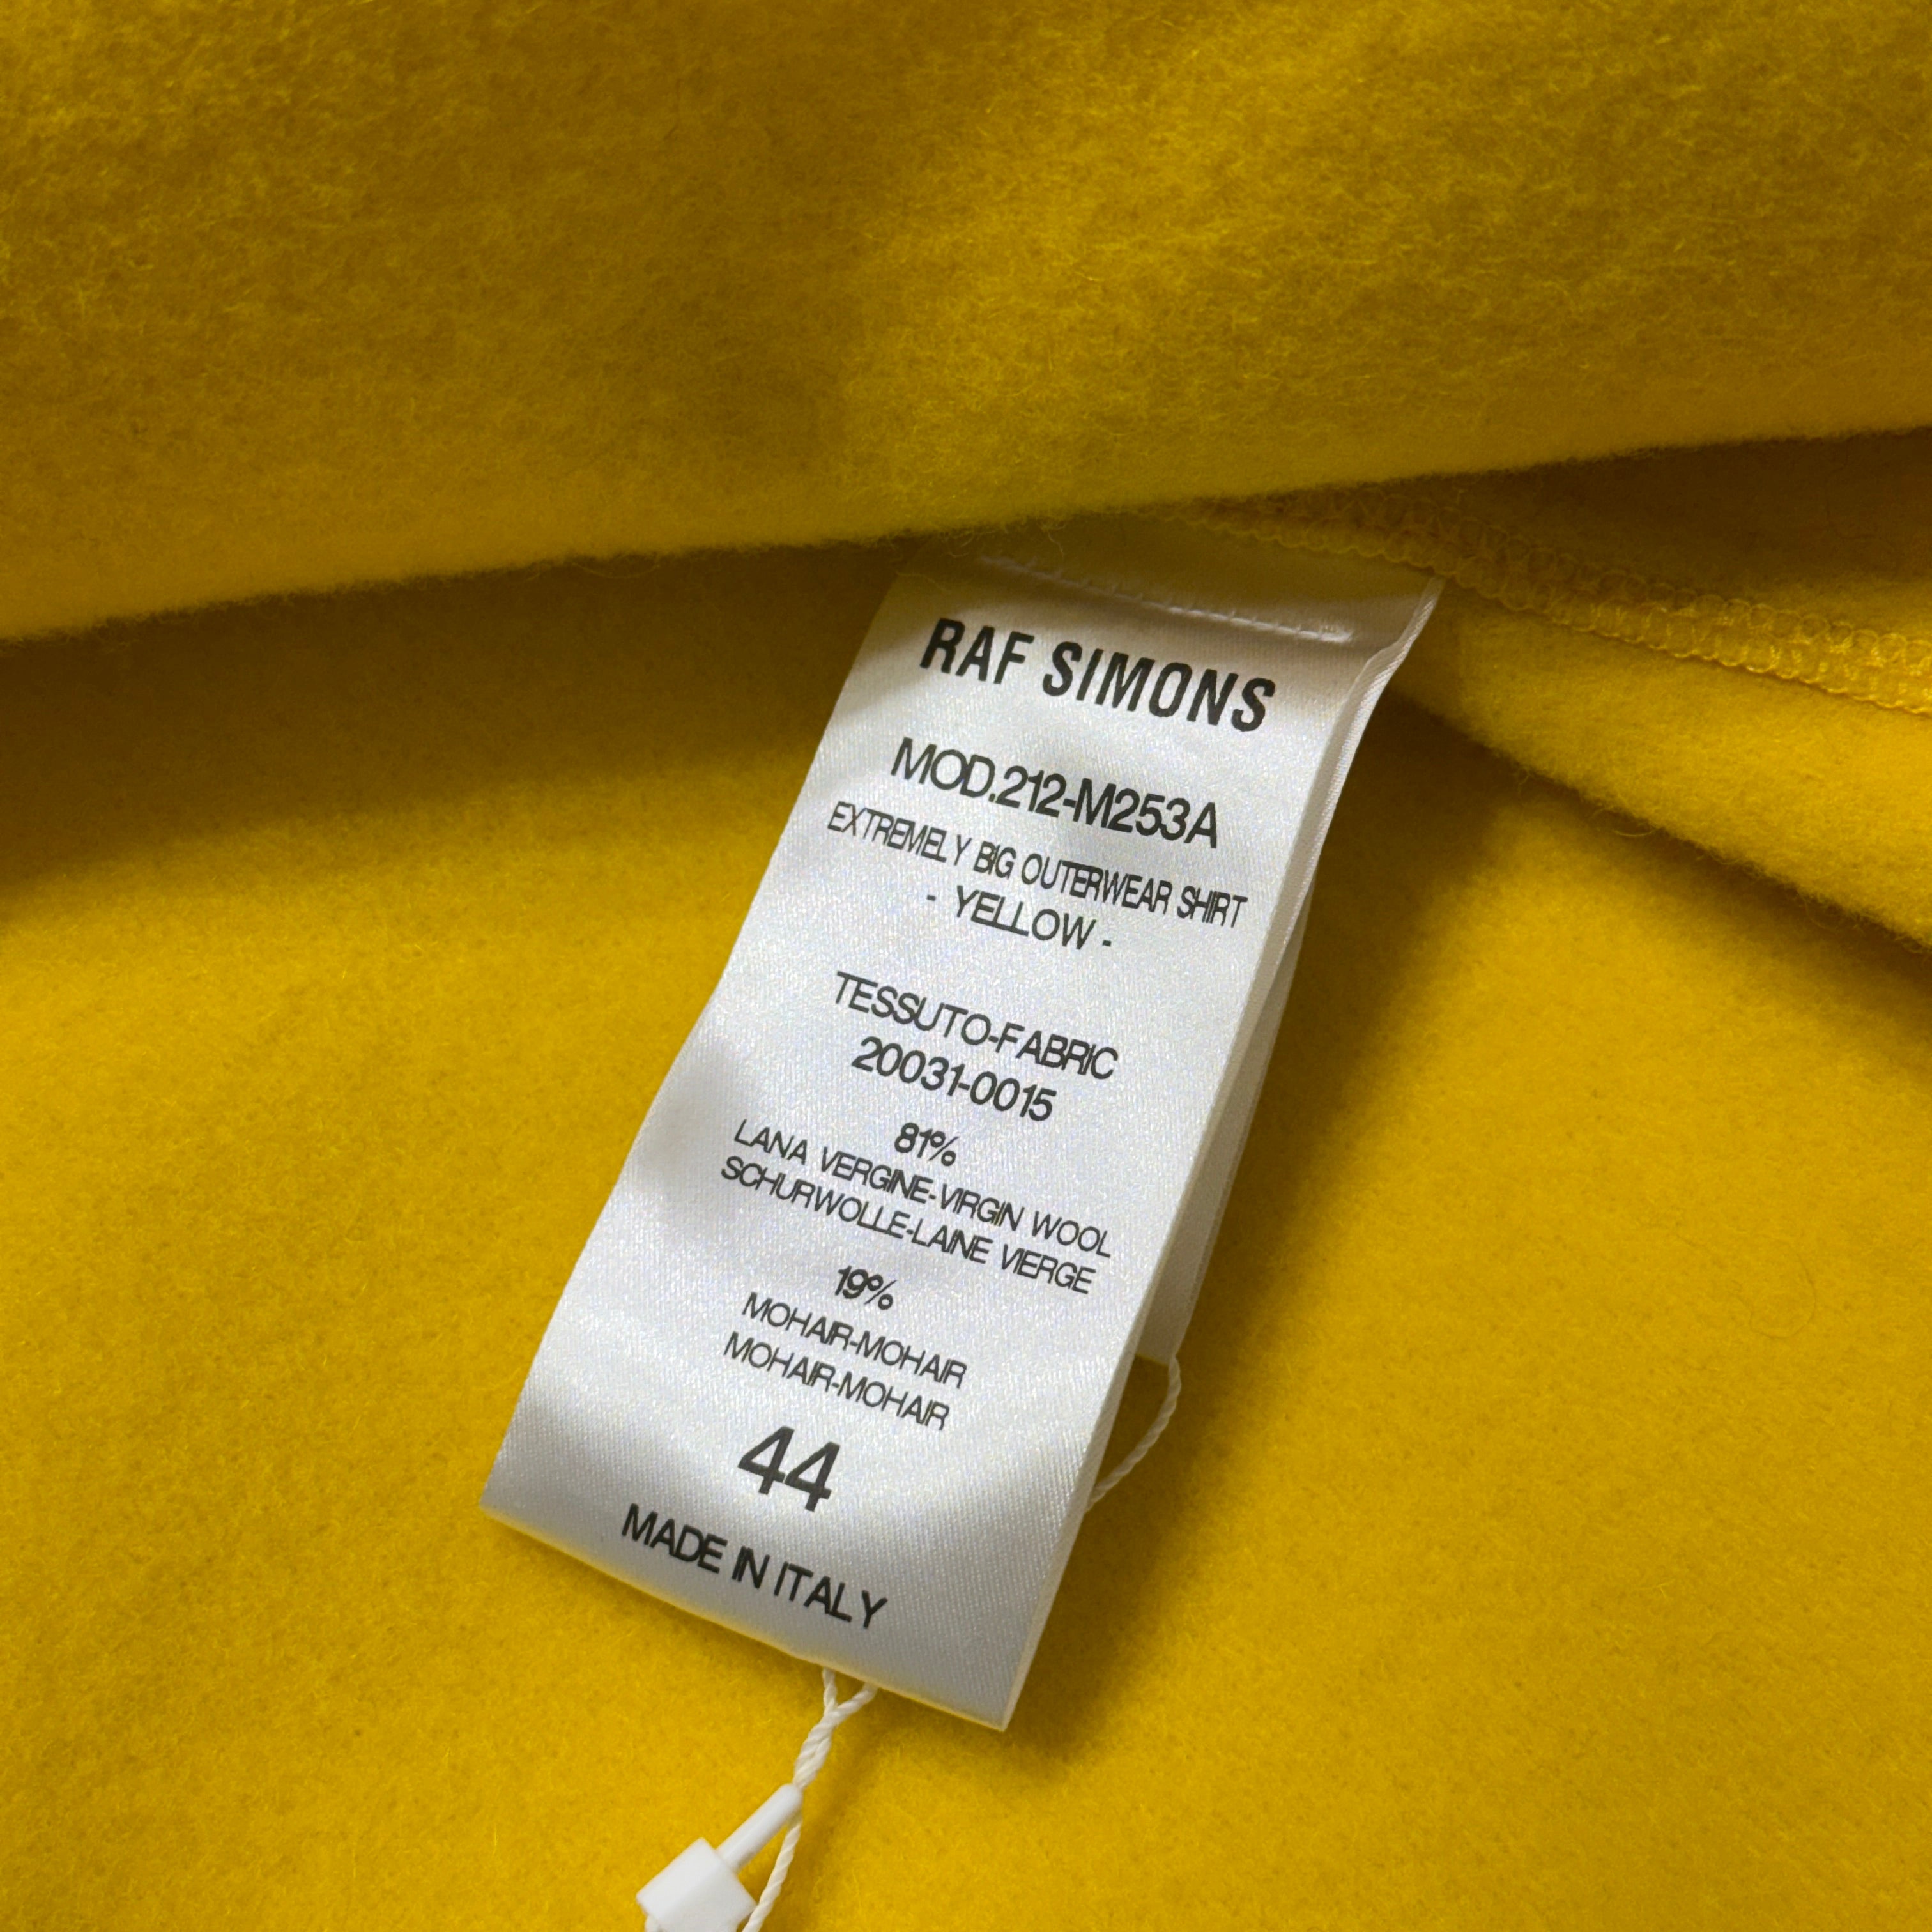 RAF SIMONS
MOD.212-M253A
EXTREMELY BIG OUTERWEAR SHIRT
- YELLOW -
TESSUTO-FABRIC
20031-0015
81%
LANA VERGINE-VIRGIN WOOL
SCHURWOLLE-LAINE VIERGE
19%
MOHAIR-MOHAIR
MOHAIR-MOHAIR
44
MADE IN ITALY